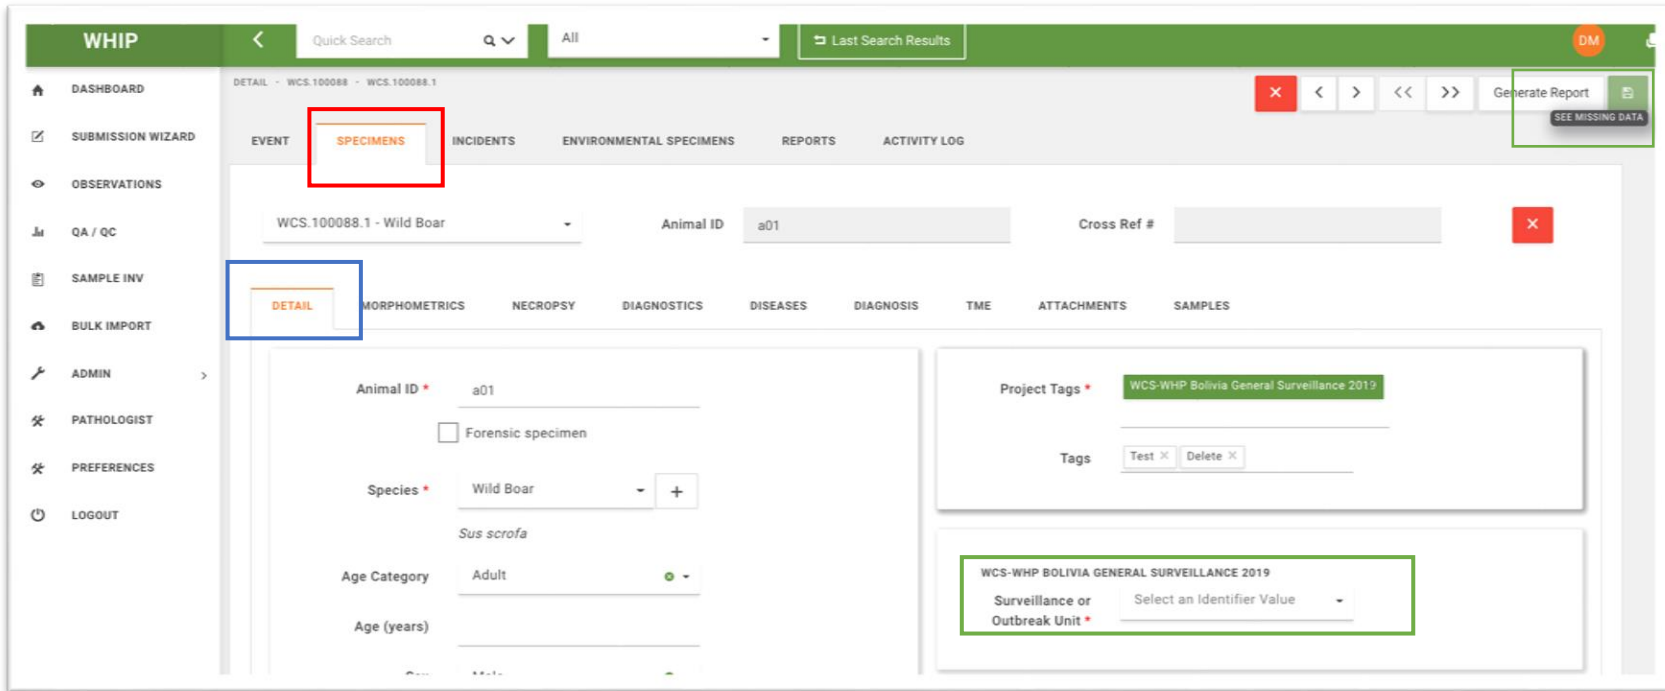 WHIP
Quick Search
All
Last Search Results
DM
DETAIL - WCS.100088 - WCS.100088.1
Generate Report
SEE MISSING DATA
DASHBOARD
SUBMISSION WIZARD
OBSERVATIONS
QA / QC
SAMPLE INV
BULK IMPORT
ADMIN
PATHOLOGIST
PREFERENCES
LOGOUT
EVENT SPECIMENS INCIDENTS ENVIRONMENTAL SPECIMENS REPORTS ACTIVITY LOG
WCS.100088.1 - Wild Boar
Animal ID a01
Cross Ref #
DETAIL MORPHOMETRICS NECROPSY DIAGNOSTICS DISEASES DIAGNOSIS TME ATTACHMENTS SAMPLES
Animal ID * a01
Forensic specimen
Species * Wild Boar
Sus scrofa
Age Category Adult
Age (years)
Project Tags * WCS-WHP Bolivia General Surveillance 2019
Tags Test Delete
WCS-WHP BOLIVIA GENERAL SURVEILLANCE 2019
Surveillance or
Outbreak Unit *
Select an Identifier Value